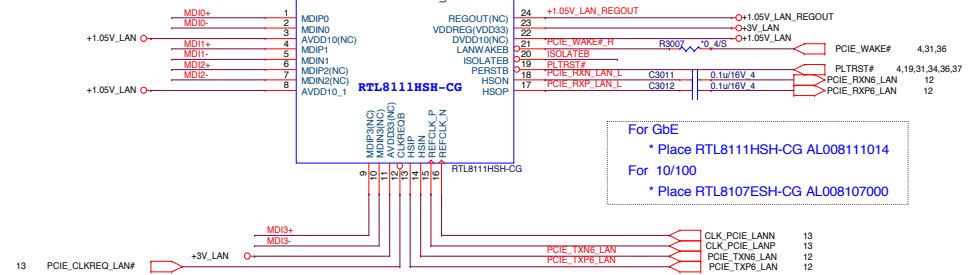 MDI0+ 1 MDIP0 REGOUT(NC) 24 +1.05V_LAN_REGOUT +1.05V_LAN_REGOUT
MDI0- 2 MDIN0 VDDREG(VDD33) 23 +3V_LAN
+1.05V_LAN 3 AVDD10(NC) DVDD10(NC) 22 +1.05V_LAN
MDI1+ 4 MDIP1 LANWAKEB 21 PCIE_WAKE#_R R3007 *0_4/S PCIE_WAKE# 4,31,36
MDI1- 5 MDIN1 ISOLATEB 20 ISOLATEB
MDI2+ 6 MDIP2(NC) PERSTB 19 PLTRST# PLTRST# 4,19,31,34,36,37
MDI2- 7 MDIN2(NC) HSON 18 PCIE_RXN_LAN_L C3011 0.1u/16V_4 PCIE_RXN6_LAN 12
+1.05V_LAN 8 AVDD10_1 RTL8111HSH-CG HSOP 17 PCIE_RXP_LAN_L C3012 0.1u/16V_4 PCIE_RXP6_LAN 12
MDIP3(NC)
MDIN3(NC)
AVDD33(NC)
CLKREQB
HSIP
HSIN
REFCLK_P
REFCLK_N
RTL8111HSH-CG
9 10 11 12 13 14 15 16
For GbE
* Place RTL8111HSH-CG AL008111014
For 10/100
* Place RTL8107ESH-CG AL008107000
MDI3+ CLK_PCIE_LANN 13
MDI3- CLK_PCIE_LANP 13
+3V_LAN PCIE_TXN6_LAN PCIE_TXN6_LAN 12
13 PCIE_CLKREQ_LAN# PCIE_TXP6_LAN PCIE_TXP6_LAN 12